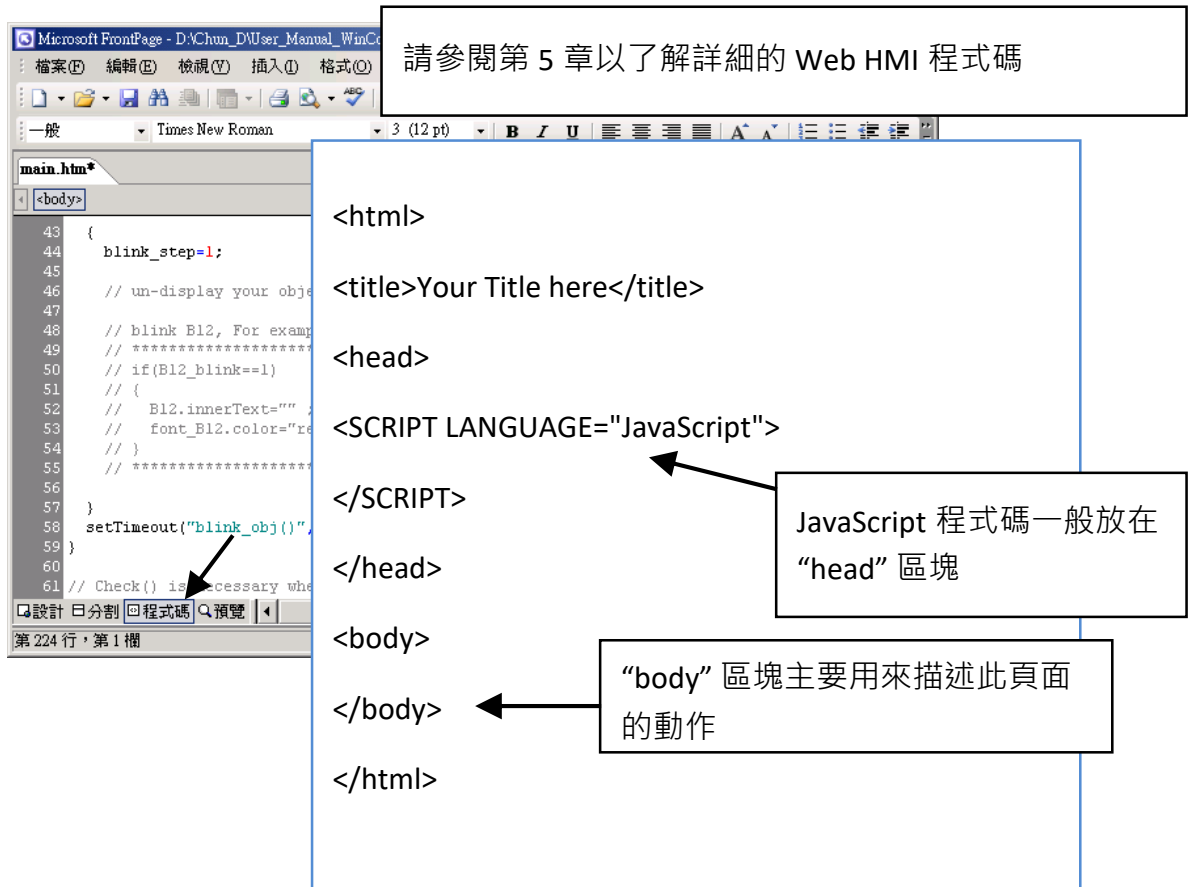 Microsoft FrontPage - D:\Chun_D\User_Manual_WinCo
請參閱第 5 章以了解詳細的 Web HMI 程式碼
檔案(F) 編輯(E) 檢視(V) 插入(I) 格式(O)
一般 Times New Roman 3 (12 pt) B I U A A
main.htm*
<body>
43 {
44 blink_step=1;
45
46 // un-display your obje
47
48 // blink B12, For examp
49 // *********************
50 // if(B12_blink==1)
51 // {
52 // B12.innerText="" ;
53 // font_B12.color="re
54 // }
55 // *********************
56
57 }
58 setTimeout("blink_obj()",
59 }
60
61 // Check() is necessary whe
設計 分割 程式碼 預覽
第 224 行，第 1 欄
<html>
<title>Your Title here</title>
<head>
<SCRIPT LANGUAGE="JavaScript">
</SCRIPT>
JavaScript 程式碼一般放在
“head” 區塊
</head>
<body>
“body” 區塊主要用來描述此頁面
的動作
</body>
</html>